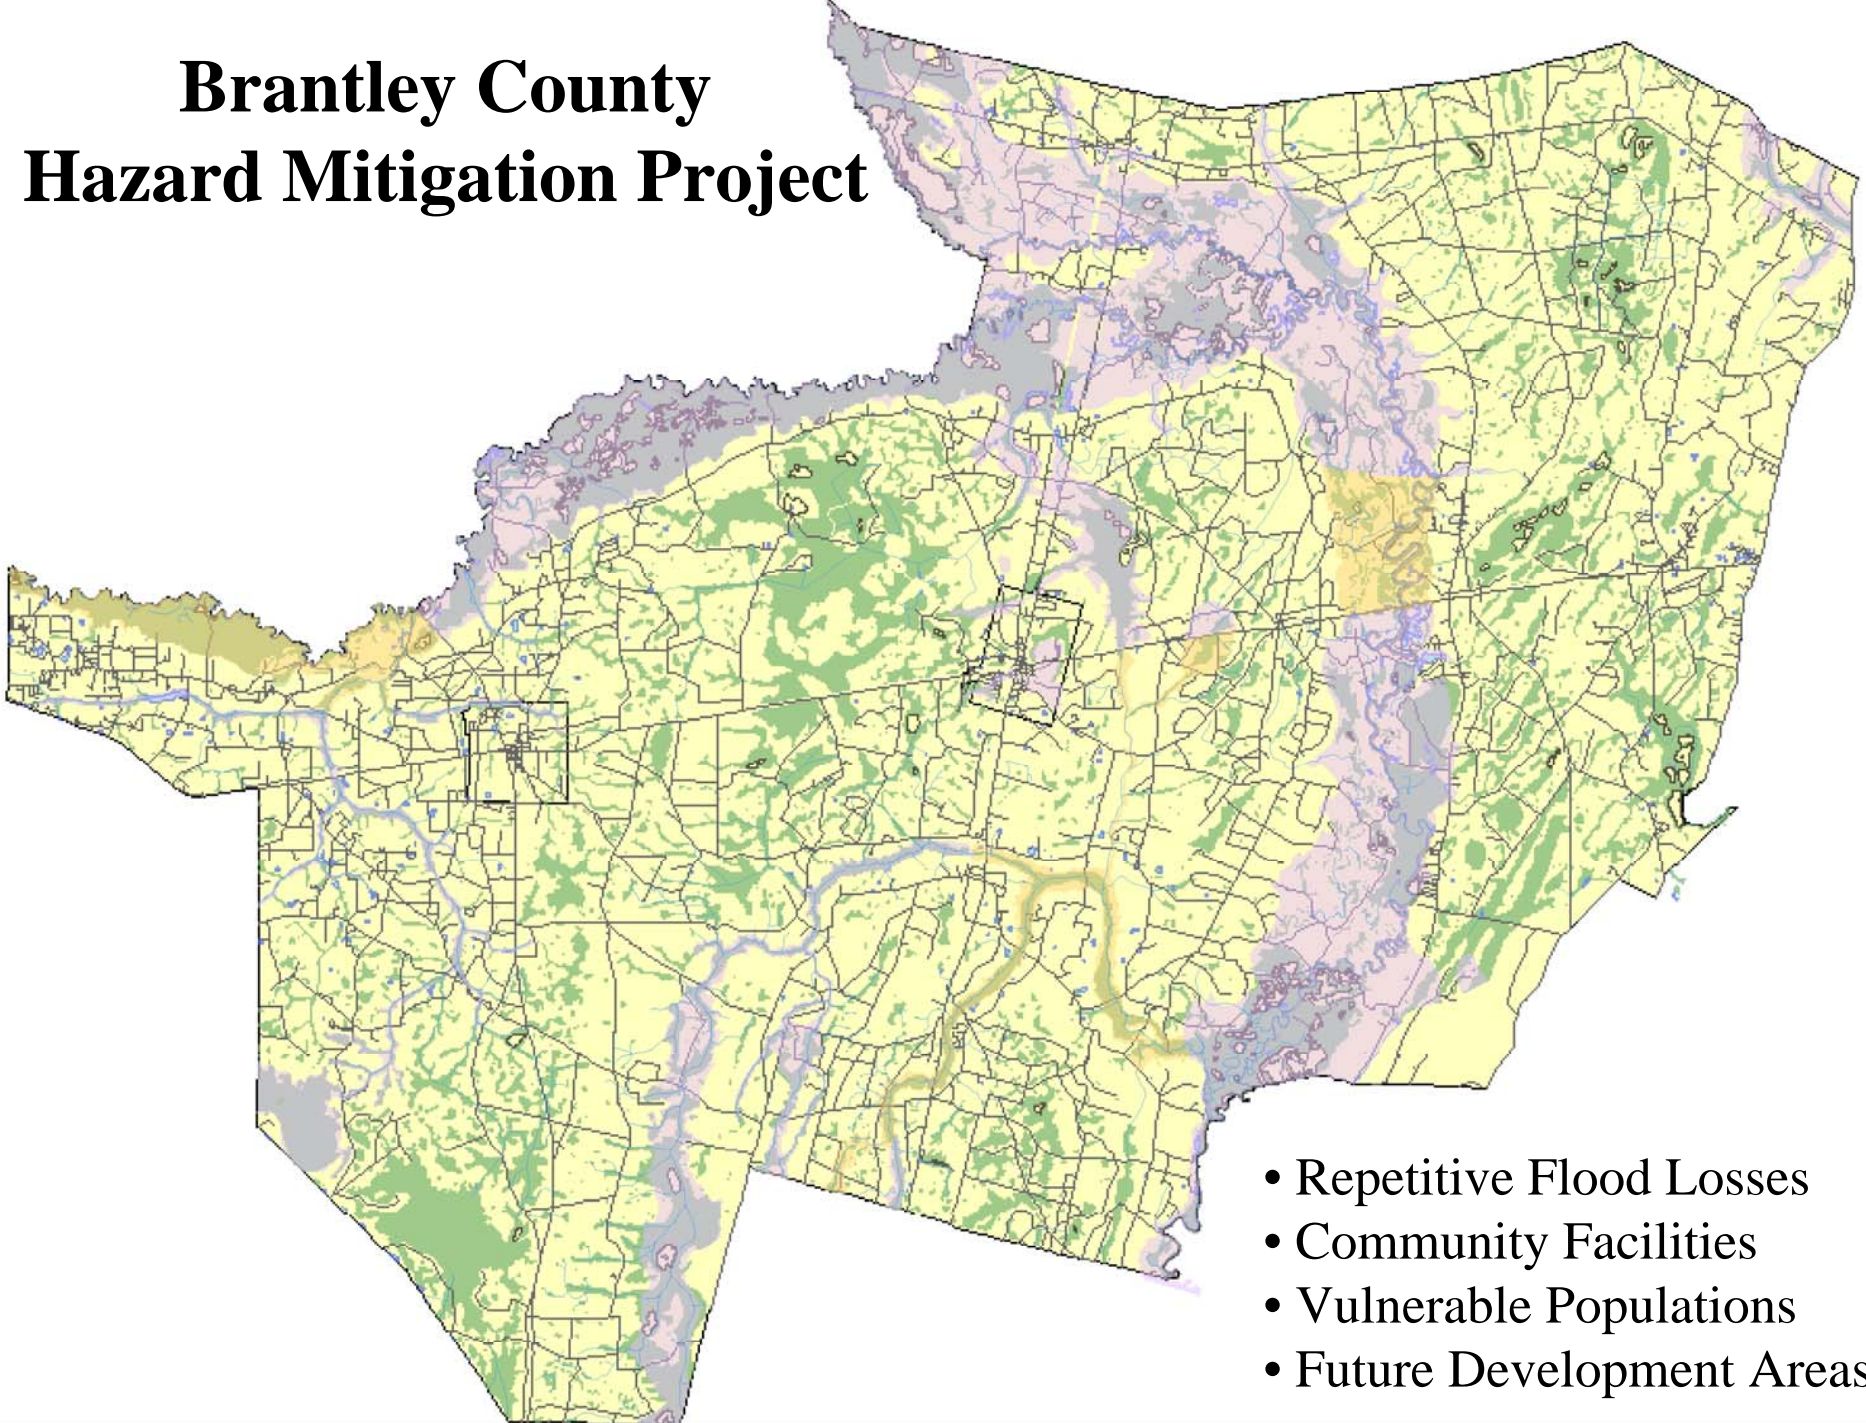 Brantley County
Hazard Mitigation Project
• Repetitive Flood Losses
• Community Facilities
• Vulnerable Populations
• Future Development Areas